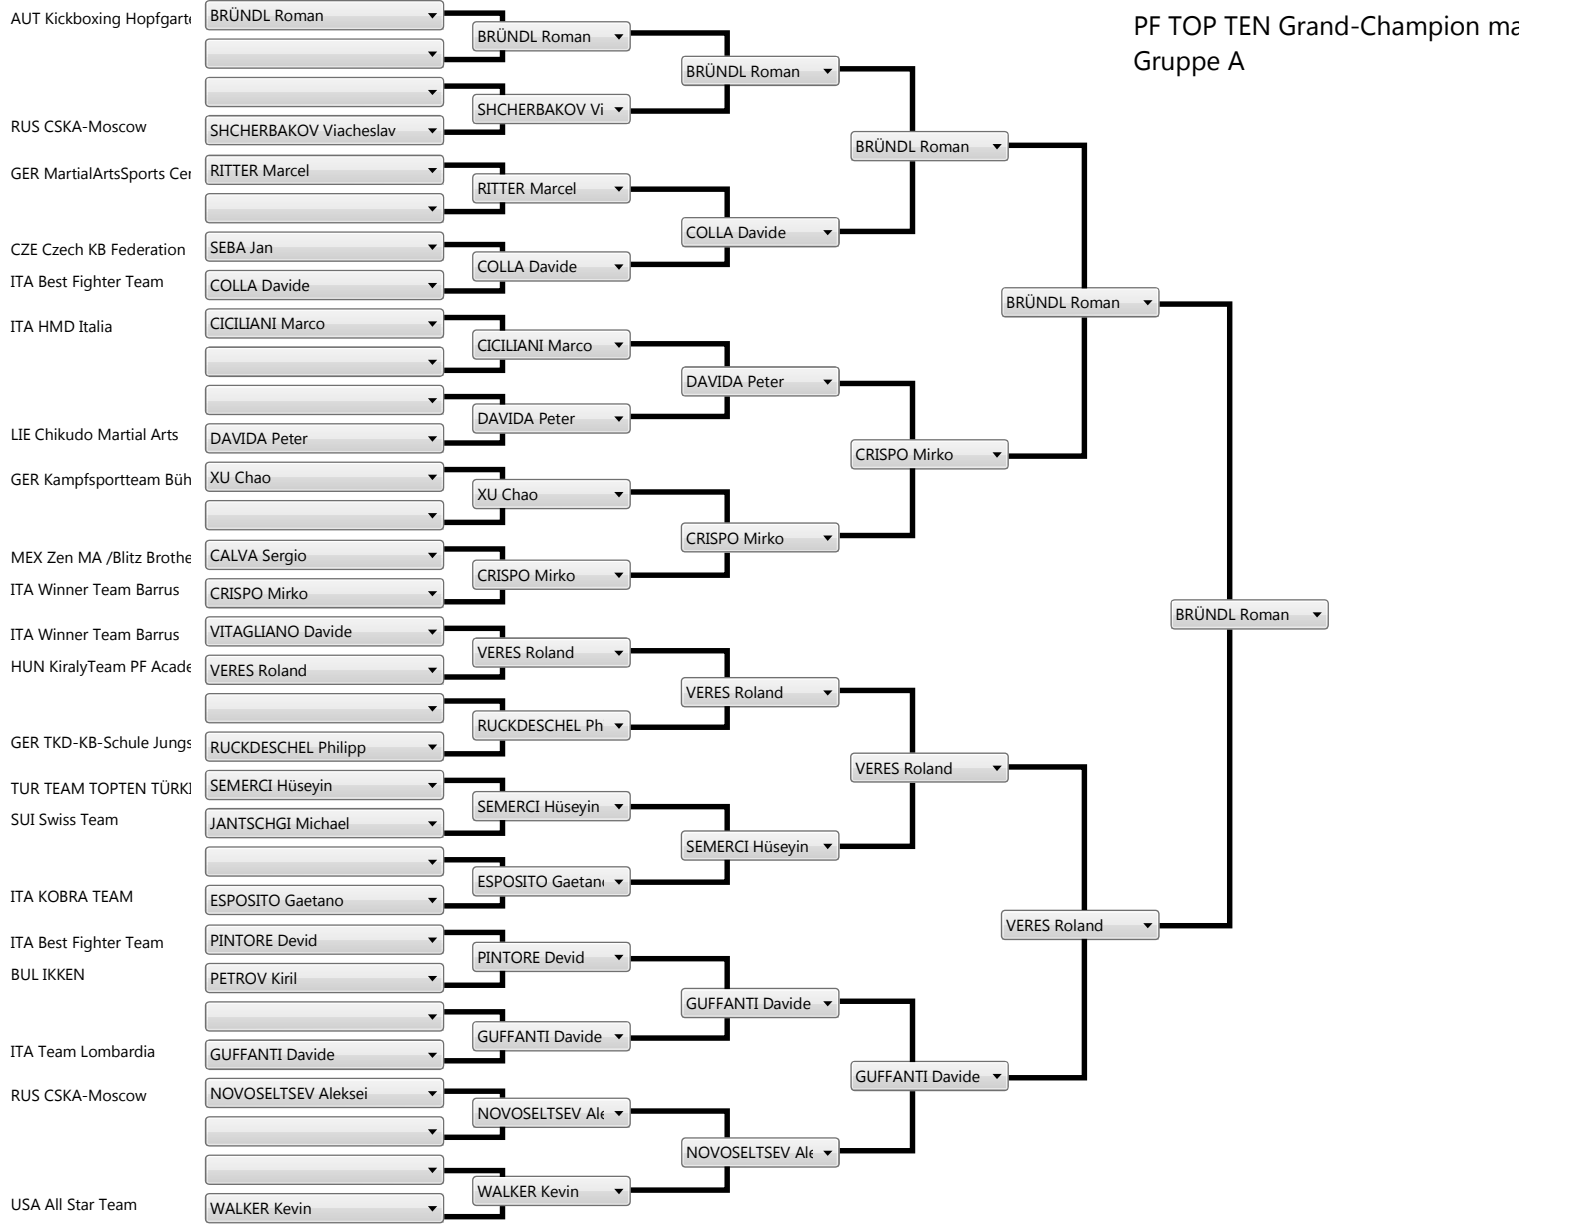 PF TOP TEN Grand-Champion ma
Gruppe A
AUT Kickboxing Hopfgarte
BRÜNDL Roman
RUS CSKA-Moscow
SHCHERBAKOV Viacheslav
GER MartialArtsSports Cer
RITTER Marcel
CZE Czech KB Federation
SEBA Jan
ITA Best Fighter Team
COLLA Davide
ITA HMD Italia
CICILIANI Marco
LIE Chikudo Martial Arts
DAVIDA Peter
GER Kampfsportteam Büh
XU Chao
MEX Zen MA /Blitz Brothe
CALVA Sergio
ITA Winner Team Barrus
CRISPO Mirko
ITA Winner Team Barrus
VITAGLIANO Davide
HUN KiralyTeam PF Acade
VERES Roland
GER TKD-KB-Schule Jungs
RUCKDESCHEL Philipp
TUR TEAM TOPTEN TÜRKI
SEMERCI Hüseyin
SUI Swiss Team
JANTSCHGI Michael
ITA KOBRA TEAM
ESPOSITO Gaetano
ITA Best Fighter Team
PINTORE Devid
BUL IKKEN
PETROV Kiril
ITA Team Lombardia
GUFFANTI Davide
RUS CSKA-Moscow
NOVOSELTSEV Aleksei
USA All Star Team
WALKER Kevin
BRÜNDL Roman
SHCHERBAKOV Vi
RITTER Marcel
COLLA Davide
CICILIANI Marco
DAVIDA Peter
XU Chao
CRISPO Mirko
VERES Roland
RUCKDESCHEL Ph
SEMERCI Hüseyin
ESPOSITO Gaetano
PINTORE Devid
GUFFANTI Davide
NOVOSELTSEV Ale
WALKER Kevin
BRÜNDL Roman
COLLA Davide
DAVIDA Peter
CRISPO Mirko
VERES Roland
SEMERCI Hüseyin
GUFFANTI Davide
NOVOSELTSEV Ale
BRÜNDL Roman
CRISPO Mirko
VERES Roland
GUFFANTI Davide
BRÜNDL Roman
VERES Roland
BRÜNDL Roman